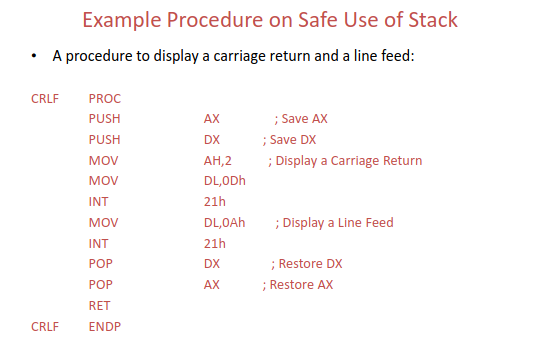 Example Procedure on Safe Use of Stack
• A procedure to display a carriage return and a line feed:
CRLF PROC
PUSH AX ; Save AX
PUSH DX ; Save DX
MOV AH,2 ; Display a Carriage Return
MOV DL,0Dh
INT 21h
MOV DL,0Ah ; Display a Line Feed
INT 21h
POP DX ; Restore DX
POP AX ; Restore AX
RET
CRLF ENDP